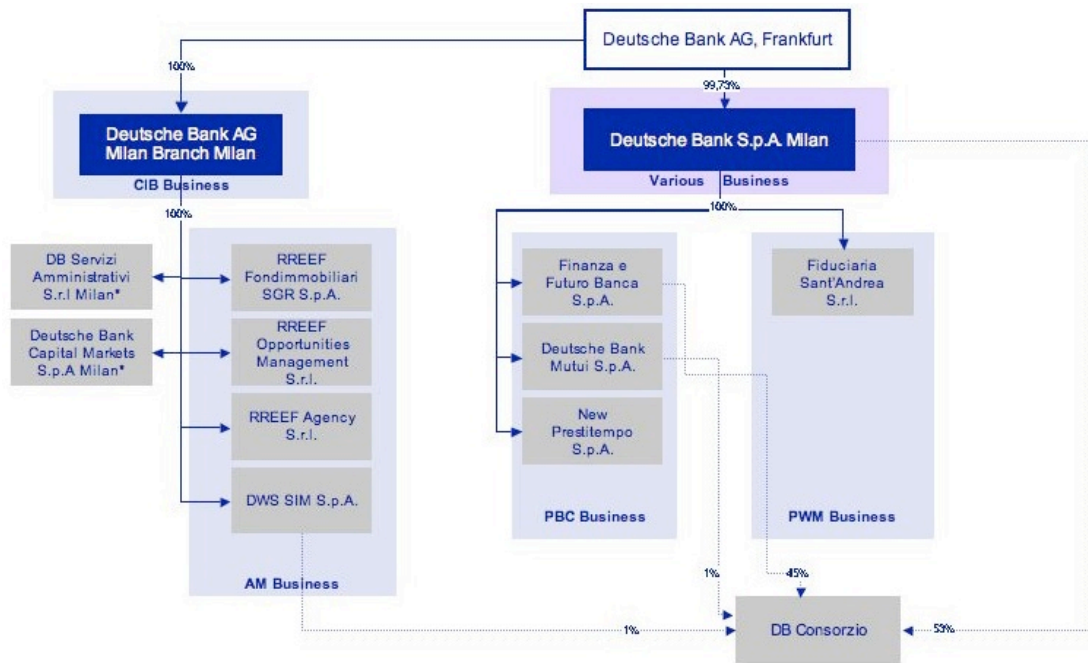 Deutsche Bank AG, Frankfurt
100%
99,73%
Deutsche Bank AG
Milan Branch Milan
CIB Business
Deutsche Bank S.p.A. Milan
Various Business
100%
100%
DB Servizi
Amministrativi
S.r.l Milan*
Deutsche Bank
Capital Markets
S.p.A Milan*
RREEF
Fondimmobiliari
SGR S.p.A.
RREEF
Opportunities
Management
S.r.l.
RREEF Agency
S.r.l.
DWS SIM S.p.A.
AM Business
Finanza e
Futuro Banca
S.p.A.
Deutsche Bank
Mutui S.p.A.
New
Prestitempo
S.p.A.
PBC Business
Fiduciaria
Sant'Andrea
S.r.l.
PWM Business
1%
45%
1%
DB Consorzio
53%